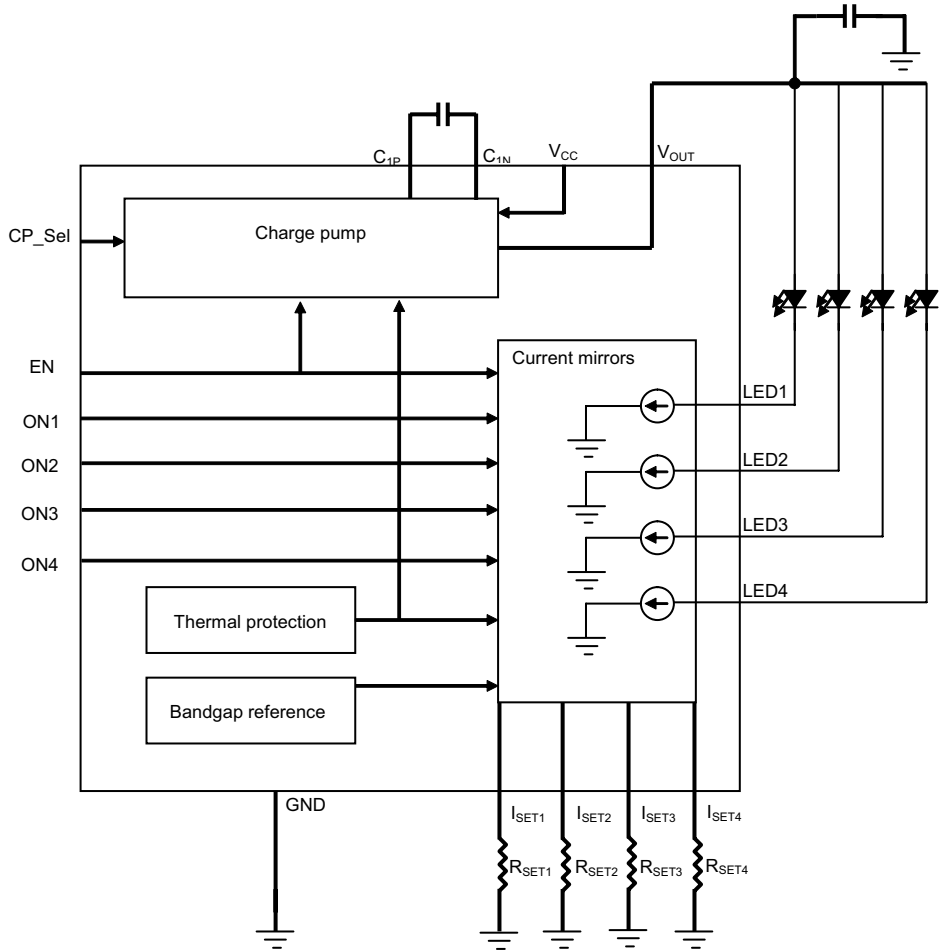 C1P
C1N
VCC
VOUT
CP_Sel
Charge pump
EN
Current mirrors
LED1
ON1
ON2
LED2
ON3
LED3
ON4
LED4
Thermal protection
Bandgap reference
GND
ISET1
ISET2
ISET3
ISET4
RSET1
RSET2
RSET3
RSET4